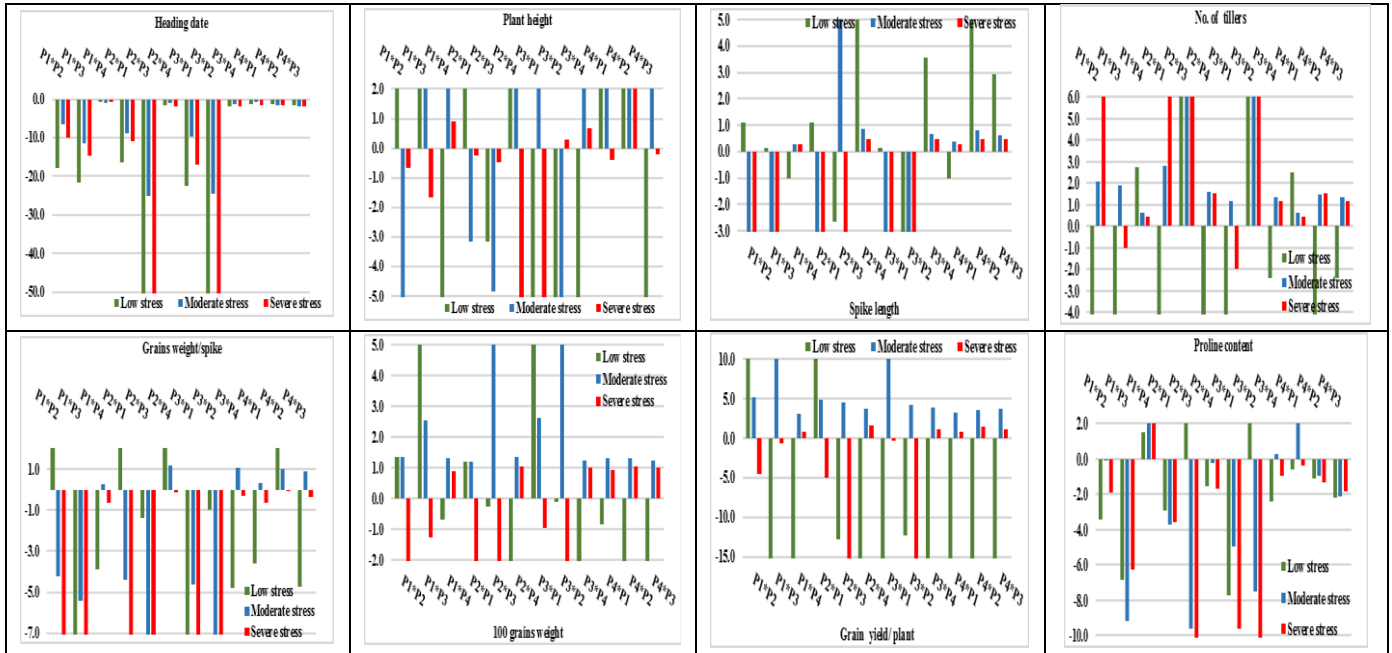 Heading date
P1*P2 P1*P3 P1*P4 P2*P1 P2*P3 P2*P4 P3*P1 P3*P2 P3*P4 P4*P1 P4*P2 P4*P3
0.0
-10.0
-20.0
-30.0
-40.0
-50.0
Low stress Moderate stress Severe stress
Plant height
P1*P2 P1*P3 P1*P4 P2*P1 P2*P3 P2*P4 P3*P1 P3*P2 P3*P4 P4*P1 P4*P2 P4*P3
2.0
1.0
0.0
-1.0
-2.0
-3.0
-4.0
-5.0
Low stress Moderate stress Severe stress
5.0
4.0
3.0
2.0
1.0
0.0
-1.0
-2.0
-3.0
Low stress Moderate stress Severe stress
P1*P2 P1*P3 P1*P4 P2*P1 P2*P3 P2*P4 P3*P1 P3*P2 P3*P4 P4*P1 P4*P2 P4*P3
Spike length
No. of tillers
P1*P2 P1*P3 P1*P4 P2*P1 P2*P3 P2*P4 P3*P1 P3*P2 P3*P4 P4*P1 P4*P2 P4*P3
6.0
5.0
4.0
3.0
2.0
1.0
0.0
-1.0
-2.0
-3.0
-4.0
Low stress
Moderate stress
Severe stress
Grains weight/spike
P1*P2 P1*P3 P1*P4 P2*P1 P2*P3 P2*P4 P3*P1 P3*P2 P3*P4 P4*P1 P4*P2 P4*P3
1.0
-1.0
-3.0
-5.0
-7.0
Low stress
Moderate stress
Severe stress
5.0
4.0
3.0
2.0
1.0
0.0
-1.0
-2.0
Low stress
Moderate stress
Severe stress
P1*P2 P1*P3 P1*P4 P2*P1 P2*P3 P2*P4 P3*P1 P3*P2 P3*P4 P4*P1 P4*P2 P4*P3
100 grains weight
10.0
5.0
0.0
-5.0
-10.0
-15.0
Low stress Moderate stress Severe stress
P1*P2 P1*P3 P1*P4 P2*P1 P2*P3 P2*P4 P3*P1 P3*P2 P3*P4 P4*P1 P4*P2 P4*P3
Grain yield/ plant
Proline content
P1*P2 P1*P3 P1*P4 P2*P1 P2*P3 P2*P4 P3*P1 P3*P2 P3*P4 P4*P1 P4*P2 P4*P3
2.0
0.0
-2.0
-4.0
-6.0
-8.0
-10.0
Low stress
Moderate stress
Severe stress